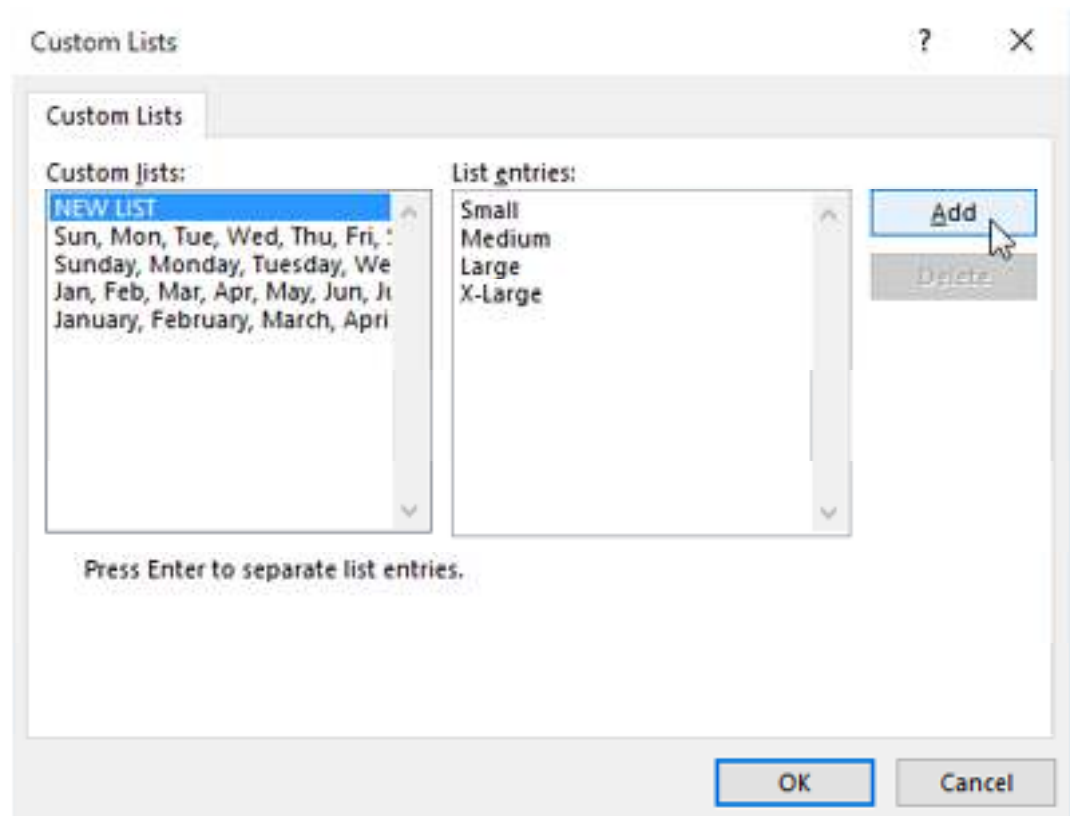 Custom Lists
?
Custom Lists
Custom lists:
NEW LIST
Sun, Mon, Tue, Wed, Thu, Fri,
Sunday, Monday, Tuesday, We
Jan, Feb, Mar, Apr, May, Jun, Ju
January, February, March, Apri
List entries:
Small
Medium
Large
X-Large
Add
Delete
Press Enter to separate list entries.
OK
Cancel